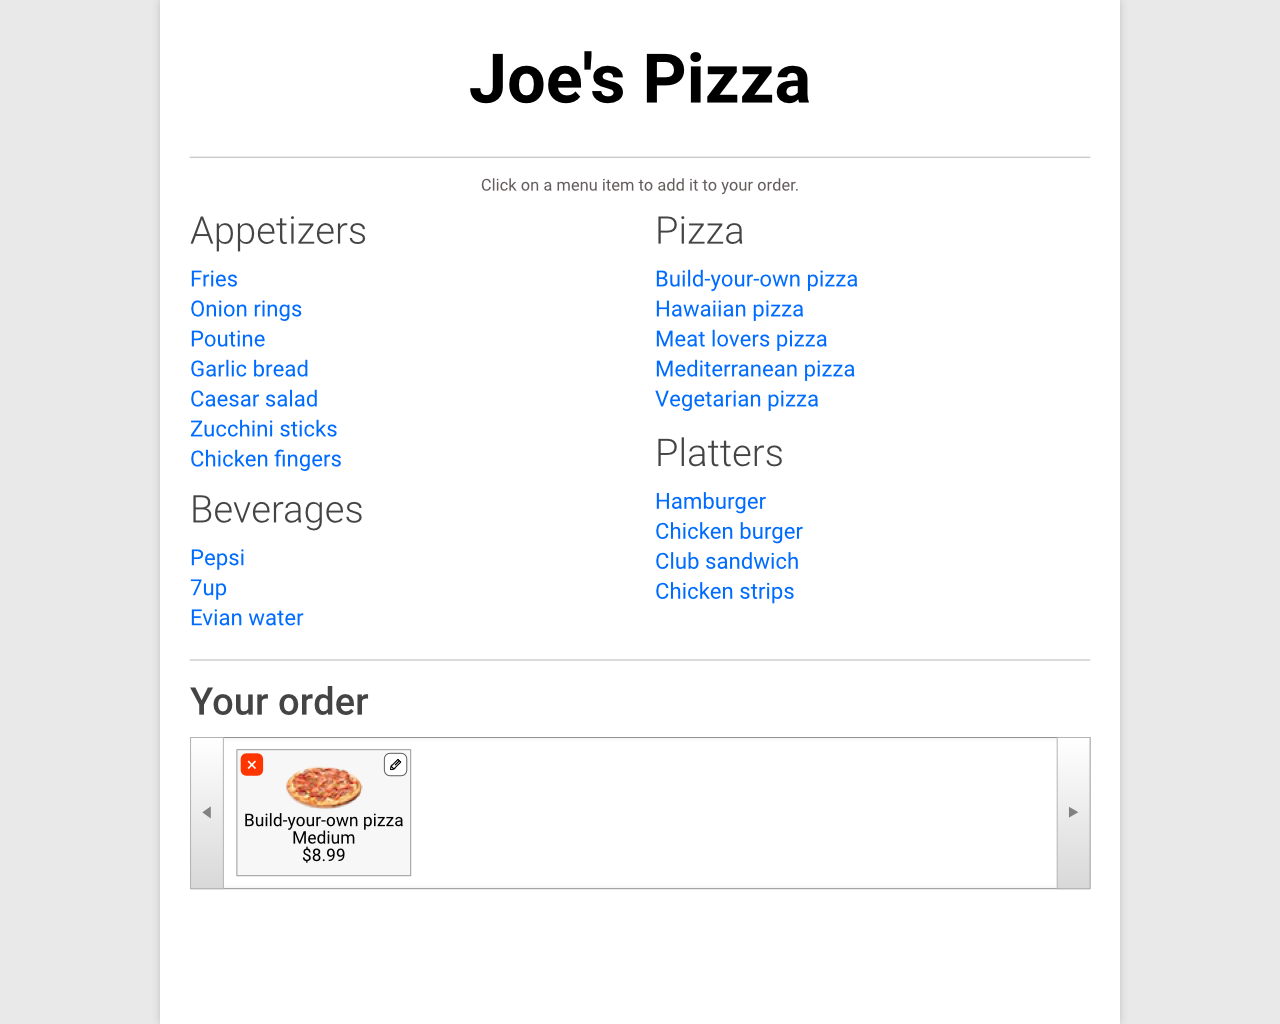 Joe's Pizza
Click on a menu item to add it to your order.
Appetizers
Fries
Onion rings
Poutine
Garlic bread
Caesar salad
Zucchini sticks
Chicken fingers
Beverages
Pepsi
7up
Evian water
Pizza
Build-your-own pizza
Hawaiian pizza
Meat lovers pizza
Mediterranean pizza
Vegetarian pizza
Platters
Hamburger
Chicken burger
Club sandwich
Chicken strips
Your order
Build-your-own pizza
Medium
$8.99